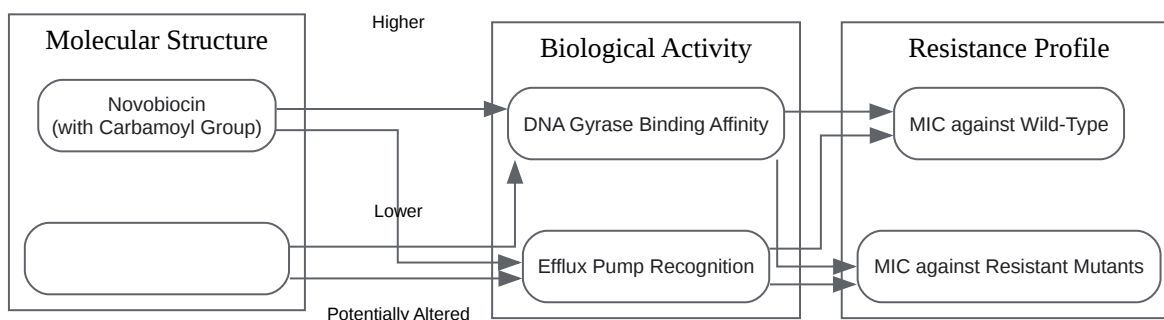 Higher
Molecular Structure
Biological Activity
Resistance Profile
Novobiocin
(with Carbamoyl Group)
DNA Gyrase Binding Affinity
MIC against Wild-Type
Lower
Efflux Pump Recognition
MIC against Resistant Mutants
Potentially Altered